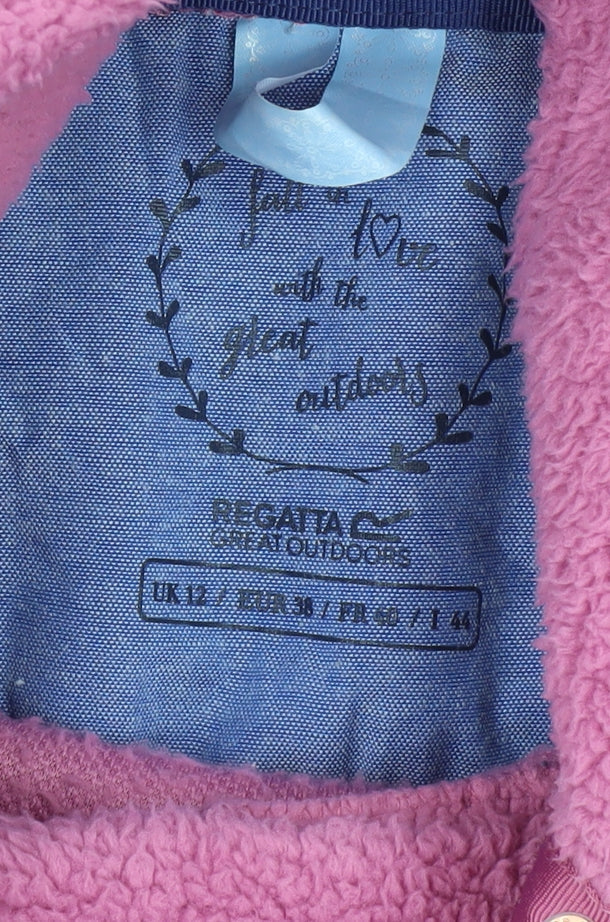 fall in
love
with the
great
outdoors
REGATTA
GREAT OUTDOORS
UK 12 / EUR 38 / FR 40 / I 44